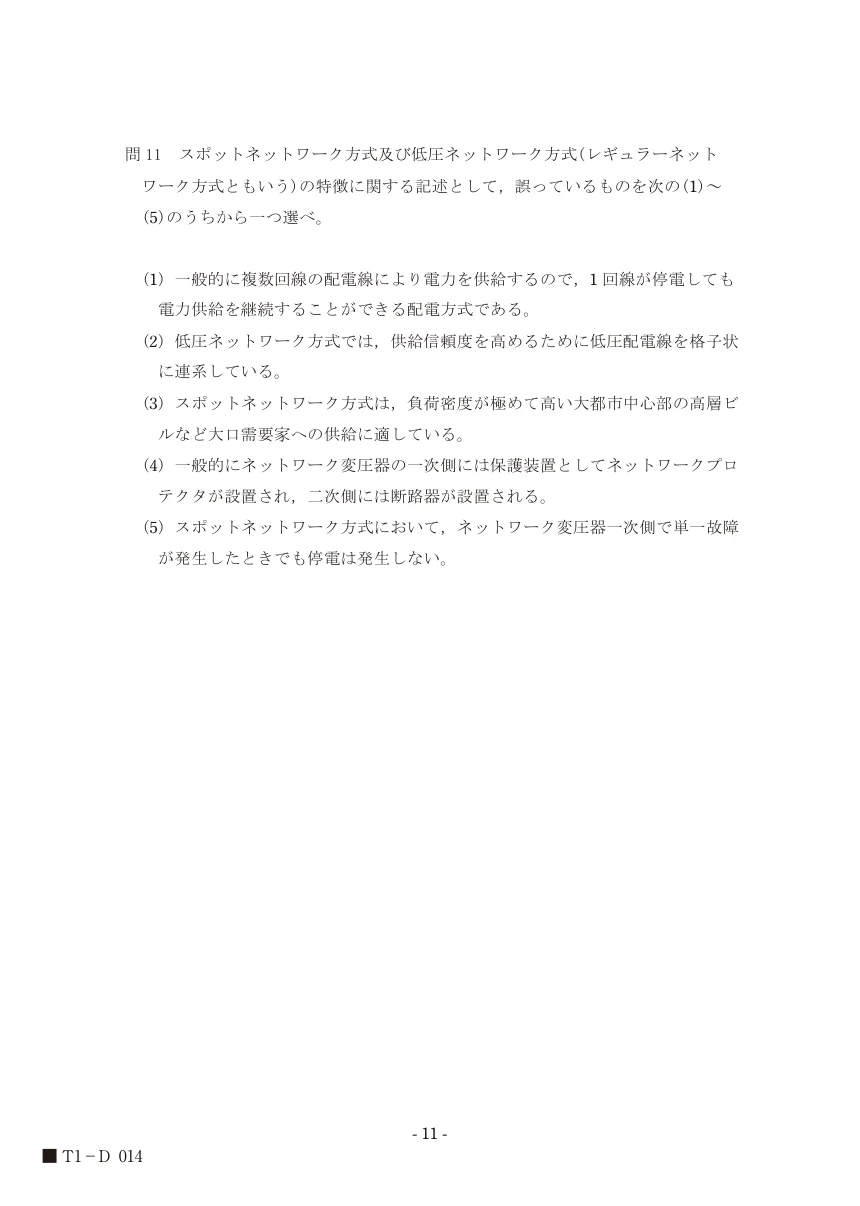 問 11　スポットネットワーク方式及び低圧ネットワーク方式(レギュラーネット
ワーク方式ともいう)の特徴に関する記述として，誤っているものを次の(1)～
(5)のうちから一つ選べ。
(1) 一般的に複数回線の配電線により電力を供給するので，1 回線が停電しても
電力供給を継続することができる配電方式である。
(2) 低圧ネットワーク方式では，供給信頼度を高めるために低圧配電線を格子状
に連系している。
(3) スポットネットワーク方式は，負荷密度が極めて高い大都市中心部の高層ビ
ルなど大口需要家への供給に適している。
(4) 一般的にネットワーク変圧器の一次側には保護装置としてネットワークプロ
テクタが設置され，二次側には断路器が設置される。
(5) スポットネットワーク方式において，ネットワーク変圧器一次側で単一故障
が発生したときでも停電は発生しない。
- 11 -
■ T1－D 014